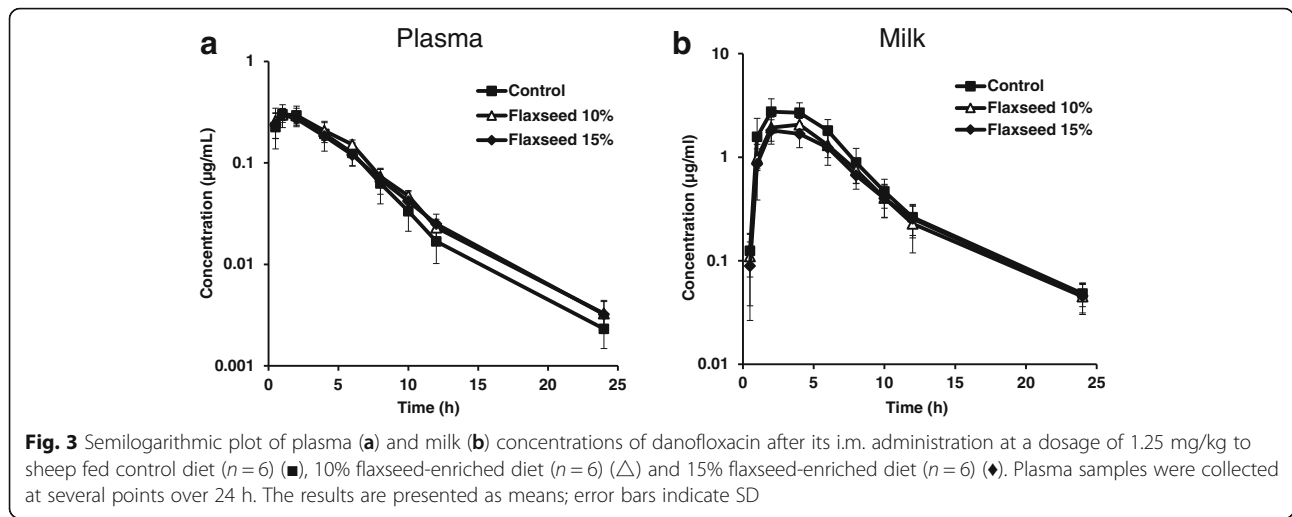 a Plasma
1
0.1
0.01
0.001
Concentration (µg/mL)
0 5 10 15 20 25
Time (h)
Control
Flaxseed 10%
Flaxseed 15%
b Milk
10
1
0.1
0.01
Concentration (µg/ml)
0 5 10 15 20 25
Time (h)
Control
Flaxseed 10%
Flaxseed 15%
Fig. 3 Semilogarithmic plot of plasma (a) and milk (b) concentrations of danofloxacin after its i.m. administration at a dosage of 1.25 mg/kg to
sheep fed control diet (n = 6) (■), 10% flaxseed-enriched diet (n = 6) (△) and 15% flaxseed-enriched diet (n = 6) (♦). Plasma samples were collected
at several points over 24 h. The results are presented as means; error bars indicate SD